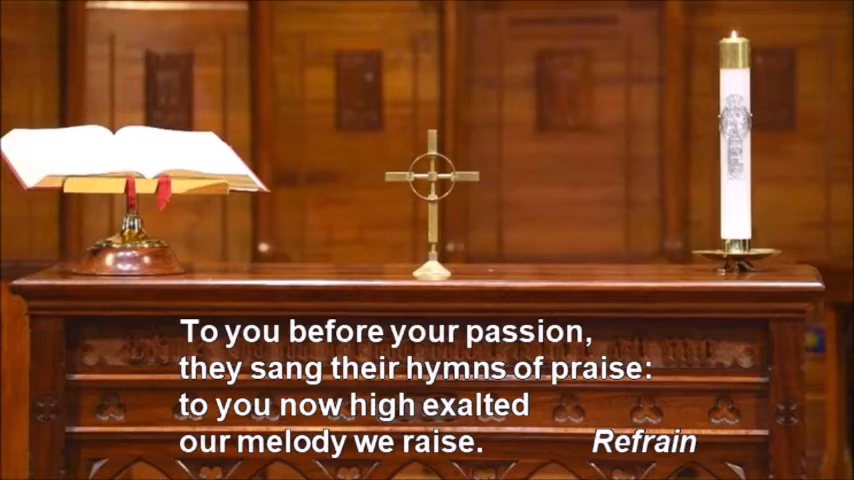 To you before your passion,
they sang their hymns of praise:
to you now high exalted
our melody we raise. Refrain